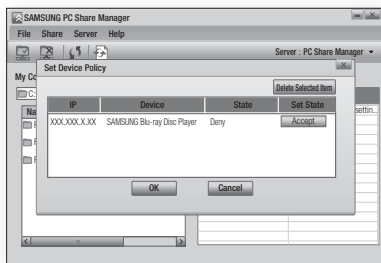 SAMSUNG PC Share Manager
File Share Server Help
Server : PC Share Manager
Set Device Policy
My Co
Delete Selected Item
C:
IP Device State Set State
Na
settin...
XXX.XXX.X.XX SAMSUNG Blu-ray Disc Player Deny Accept
F
F
F
OK Cancel